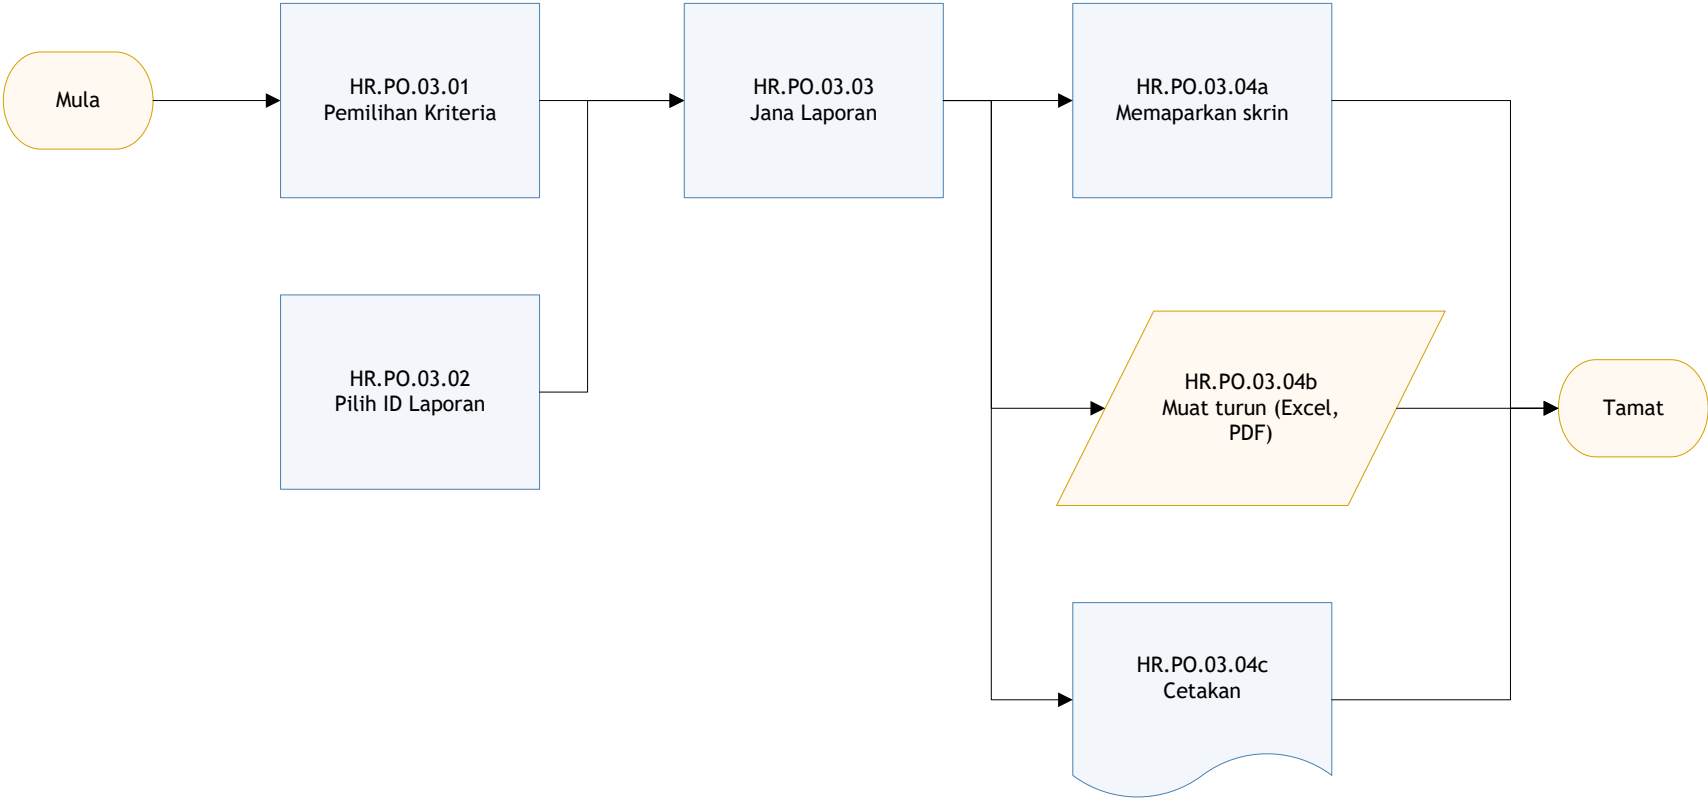 Mula
HR.PO.03.01
Pemilihan Kriteria
HR.PO.03.03
Jana Laporan
HR.PO.03.04a
Memaparkan skrin
HR.PO.03.02
Pilih ID Laporan
HR.PO.03.04b
Muat turun (Excel,
PDF)
Tamat
HR.PO.03.04c
Cetakan